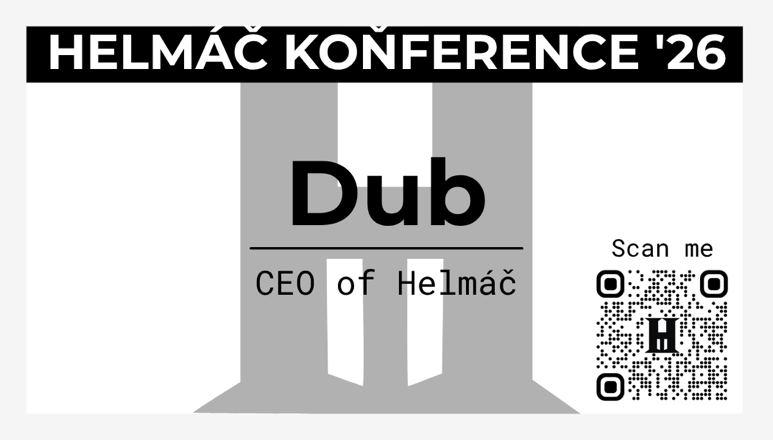 HELMÁČ KOŇFERENCE '26
Dub
CEO of Helmáč
Scan me
H